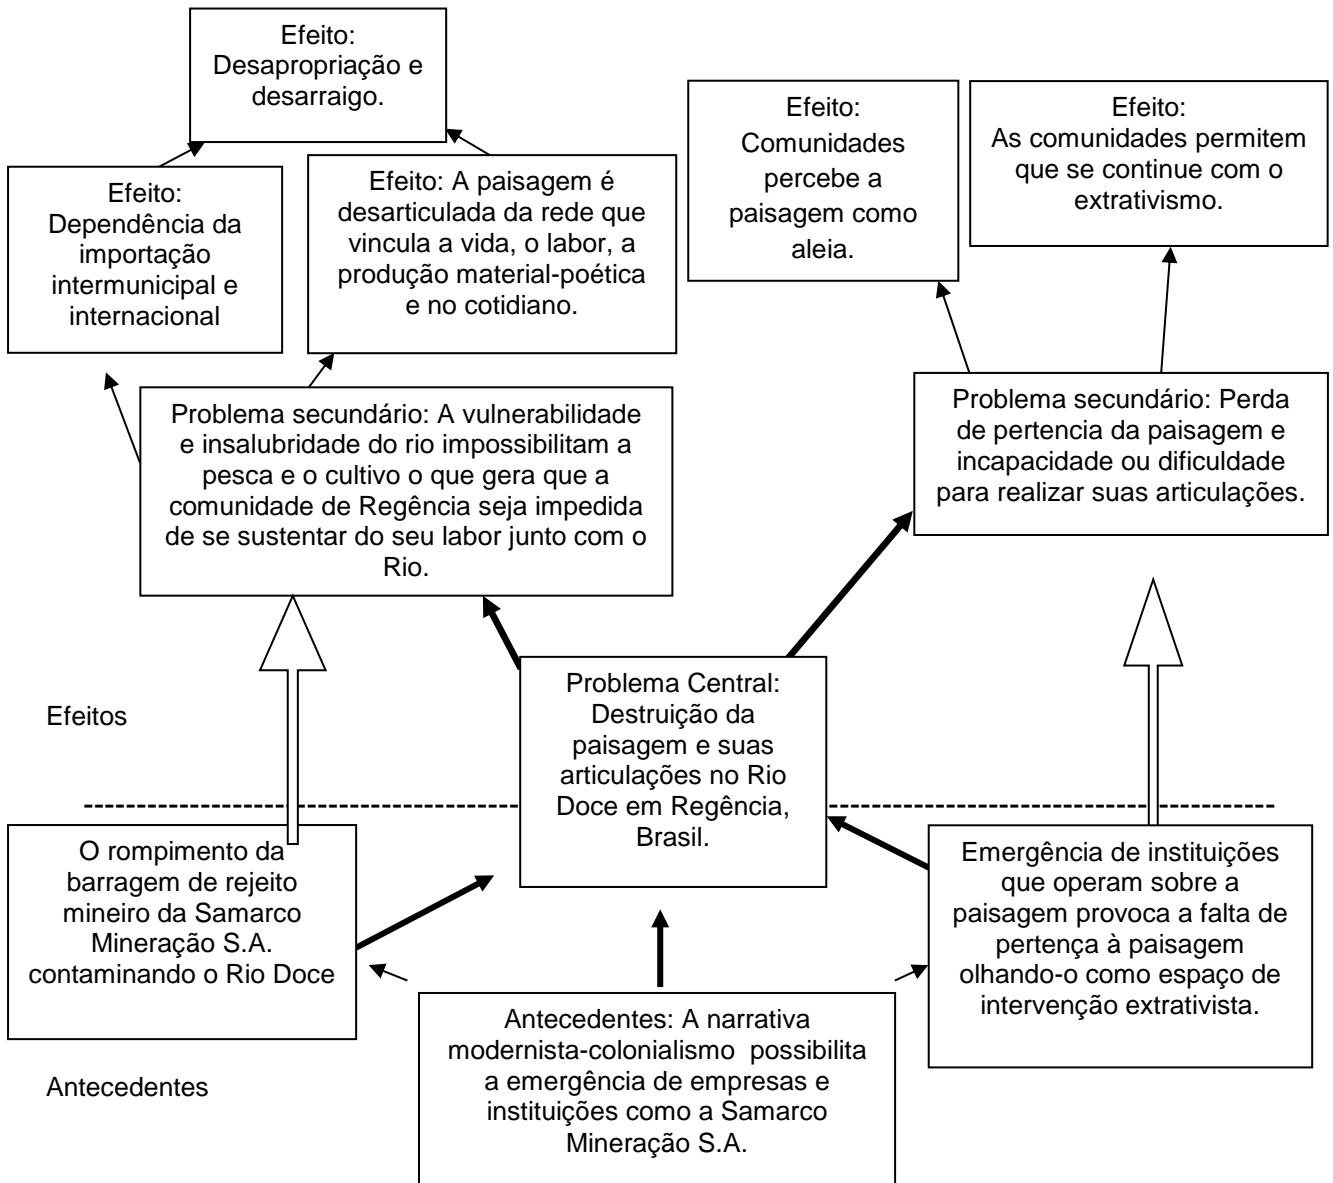 Efeito:
Desapropriação e
desarraigo.
Efeito:
Comunidades
percebe a
paisagem como
aleia.
Efeito:
As comunidades permitem
que se continue com o
extrativismo.
Efeito:
Dependência da
importação
intermunicipal e
internacional
Efeito: A paisagem é
desarticulada da rede que
vincula a vida, o labor, a
produção material-poética
e no cotidiano.
Problema secundário: A vulnerabilidade
e insalubridade do rio impossibilitam a
pesca e o cultivo o que gera que a
comunidade de Regência seja impedida
de se sustentar do seu labor junto com o
Rio.
Problema secundário: Perda
de pertencia da paisagem e
incapacidade ou dificuldade
para realizar suas articulações.
Efeitos
Problema Central:
Destruição da
paisagem e suas
articulações no Rio
Doce em Regência,
Brasil.
O rompimento da
barragem de rejeito
mineiro da Samarco
Mineração S.A.
contaminando o Rio Doce
Emergência de instituições
que operam sobre a
paisagem provoca a falta de
pertença à paisagem
olhando-o como espaço de
intervenção extrativista.
Antecedentes
Antecedentes: A narrativa
modernista-colonialismo possibilita
a emergência de empresas e
instituições como a Samarco
Mineração S.A.